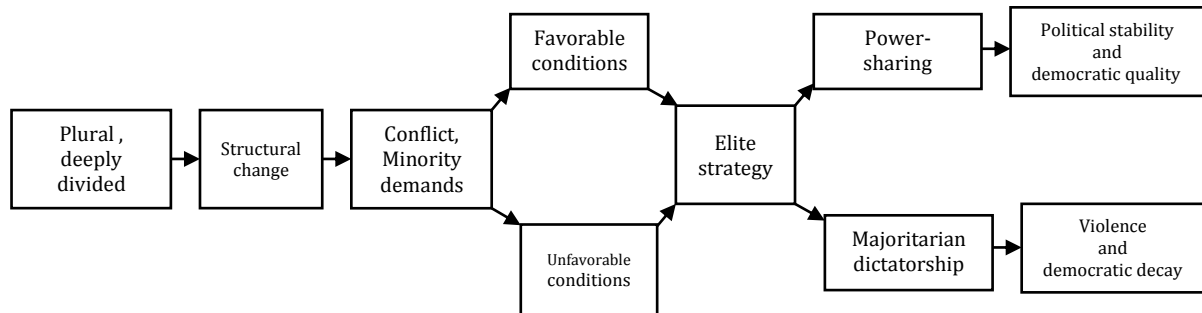 Plural ,
deeply
divided
Structural
change
Conflict,
Minority
demands
Favorable
conditions
Unfavorable
conditions
Elite
strategy
Power-
sharing
Political stability
and
democratic quality
Majoritarian
dictatorship
Violence
and
democratic decay